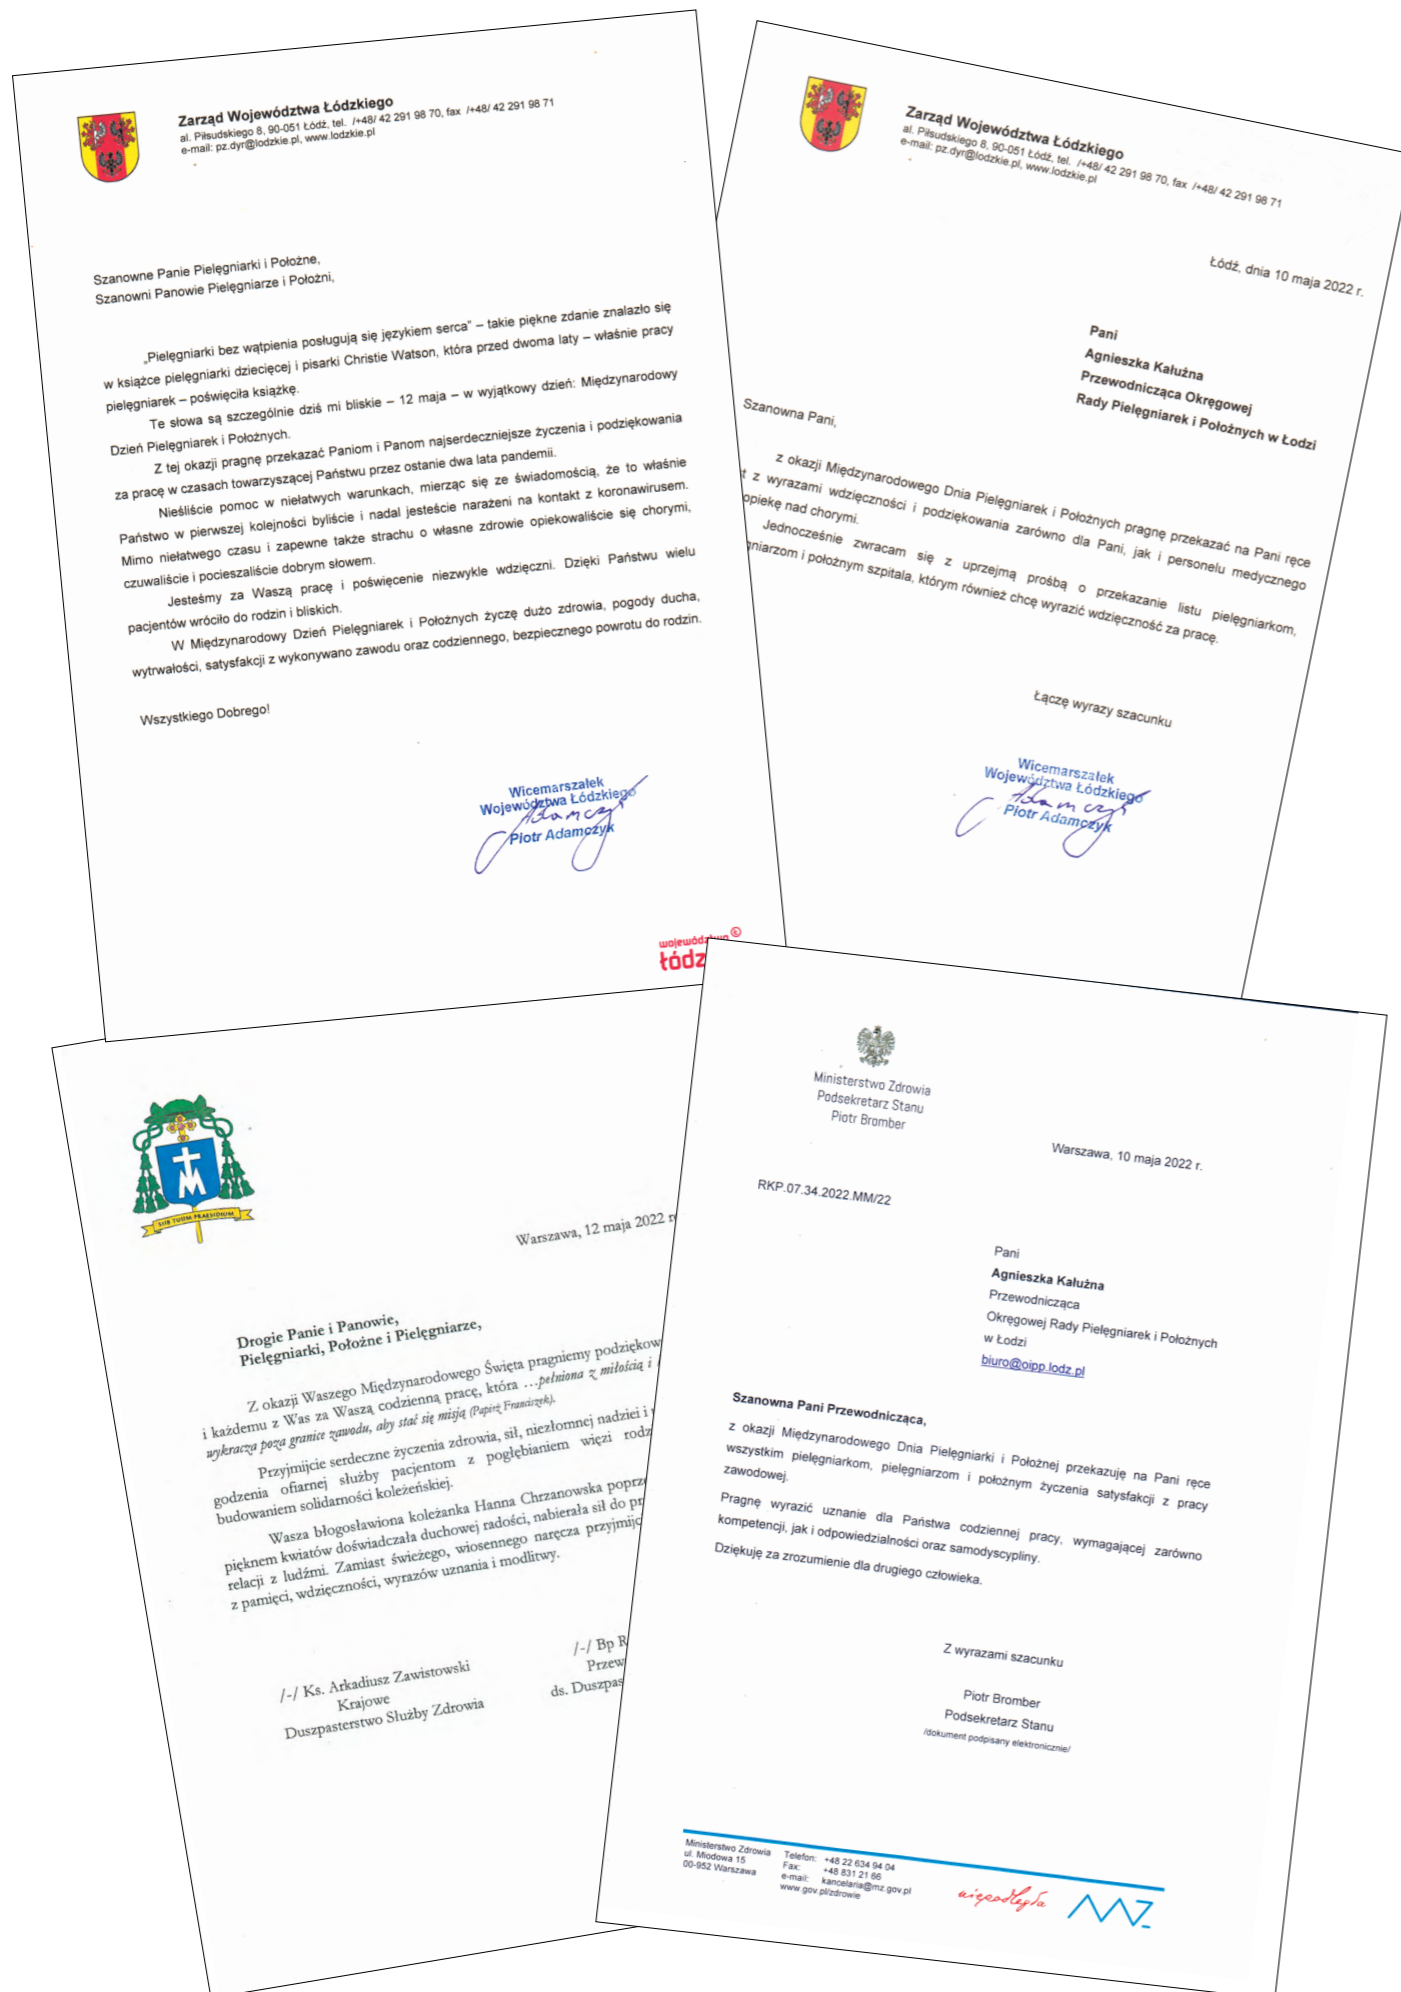 Zarząd Województwa Łódzkiego
al. Piłsudskiego 8, 90-051 Łódź, tel. /+48/ 42 291 98 70, fax /+48/ 42 291 98 71
e-mail: pz.dyr@lodzkie.pl, www.lodzkie.pl
Szanowne Panie Pielęgniarki i Położne,
Szanowni Panowie Pielęgniarze i Położni,
„Pielęgniarki bez wątpienia posługują się językiem serca” – takie piękne zdanie znalazło się
w książce pielęgniarki dziecięcej i pisarki Christie Watson, która przed dwoma laty – właśnie pracy
pielęgniarek – poświęciła książkę.
Te słowa są szczególnie dziś mi bliskie – 12 maja – w wyjątkowy dzień: Międzynarodowy
Dzień Pielęgniarek i Położnych.
Z tej okazji pragnę przekazać Paniom i Panom najserdeczniejsze życzenia i podziękowania
za pracę w czasach towarzyszącej Państwu przez ostanie dwa lata pandemii.
Nieśliście pomoc w niełatwych warunkach, mierząc się ze świadomością, że to właśnie
Państwo w pierwszej kolejności byliście i nadal jesteście narażeni na kontakt z koronawirusem.
Mimo niełatwego czasu i zapewne także strachu o własne zdrowie opiekowaliście się chorymi,
czuwaliście i pocieszaliście dobrym słowem.
Jesteśmy za Waszą pracę i poświęcenie niezwykle wdzięczni. Dzięki Państwu wielu
pacjentów wróciło do rodzin i bliskich.
W Międzynarodowy Dzień Pielęgniarek i Położnych życzę dużo zdrowia, pogody ducha,
wytrwałości, satysfakcji z wykonywano zawodu oraz codziennego, bezpiecznego powrotu do rodzin.
Wszystkiego Dobrego!
Wicemarszałek
Województwa Łódzkiego
Adamczyk
Piotr Adamczyk
łódz
Zarząd Województwa Łódzkiego
al. Piłsudskiego 8, 90-051 Łódź, tel. /+48/ 42 291 98 70, fax /+48/ 42 291 98 71
e-mail: pz.dyr@lodzkie.pl, www.lodzkie.pl
Łódź, dnia 10 maja 2022 r.
Pani
Agnieszka Kałużna
Przewodnicząca Okręgowej
Rady Pielęgniarek i Położnych w Łodzi
Szanowna Pani,
z okazji Międzynarodowego Dnia Pielęgniarek i Położnych pragnę przekazać na Pani ręce
t z wyrazami wdzięczności i podziękowania zarówno dla Pani, jak i personelu medycznego
opiekę nad chorymi.
Jednocześnie zwracam się z uprzejmą prośbą o przekazanie listu pielęgniarkom,
gniarzom i położnym szpitala, którym również chcę wyrazić wdzięczność za pracę.
Łączę wyrazy szacunku
Wicemarszałek
Województwa Łódzkiego
Adamczyk
Piotr Adamczyk
SUB TUUM PRAESIDIUM
Warszawa, 12 maja 2022 r
Drogie Panie i Panowie,
Pielęgniarki, Położne i Pielęgniarze,
Z okazji Waszego Międzynarodowego Święta pragniemy podziękow
i każdemu z Was za Waszą codzienną pracę, która …pełniona z miłością i
wykracza poza granice zawodu, aby stać się misją (Papież Franciszek).
Przyjmijcie serdeczne życzenia zdrowia, sił, niezłomnej nadziei i
godzenia ofiarnej służby pacjentom z pogłębianiem więzi rodz
budowaniem solidarności koleżeńskiej.
Wasza błogosławiona koleżanka Hanna Chrzanowska poprz
pięknem kwiatów doświadczała duchowej radości, nabierała sił do pr
relacji z ludźmi. Zamiast świeżego, wiosennego naręcza przyjmijc
z pamięci, wdzięczności, wyrazów uznania i modlitwy.
/-/ Ks. Arkadiusz Zawistowski
Krajowe
Duszpasterstwo Służby Zdrowia
/-/ Bp R
Przew
ds. Duszpas
Ministerstwo Zdrowia
Podsekretarz Stanu
Piotr Bromber
Warszawa, 10 maja 2022 r.
RKP.07.34.2022.MM/22
Pani
Agnieszka Kałużna
Przewodnicząca
Okręgowej Rady Pielęgniarek i Położnych
w Łodzi
biuro@oipp.lodz.pl
Szanowna Pani Przewodnicząca,
z okazji Międzynarodowego Dnia Pielęgniarki i Położnej przekazuję na Pani ręce
wszystkim pielęgniarkom, pielęgniarzom i położnym życzenia satysfakcji z pracy
zawodowej.
Pragnę wyrazić uznanie dla Państwa codziennej pracy, wymagającej zarówno
kompetencji, jak i odpowiedzialności oraz samodyscypliny.
Dziękuję za zrozumienie dla drugiego człowieka.
Z wyrazami szacunku
Piotr Bromber
Podsekretarz Stanu
/dokument podpisany elektronicznie/
Ministerstwo Zdrowia
ul. Miodowa 15
00-952 Warszawa
Telefon: +48 22 634 94 04
Fax: +48 831 21 66
e-mail: kancelaria@mz.gov.pl
www.gov.pl/zdrowie
niepodległa
MZ